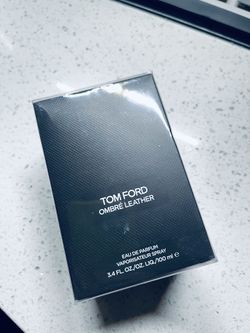 TOM FORD
OMBRÉ LEATHER
EAU DE PARFUM
VAPORISATEUR SPRAY
3.4 FL. OZ./OZ. LIQ./100 ml ℮